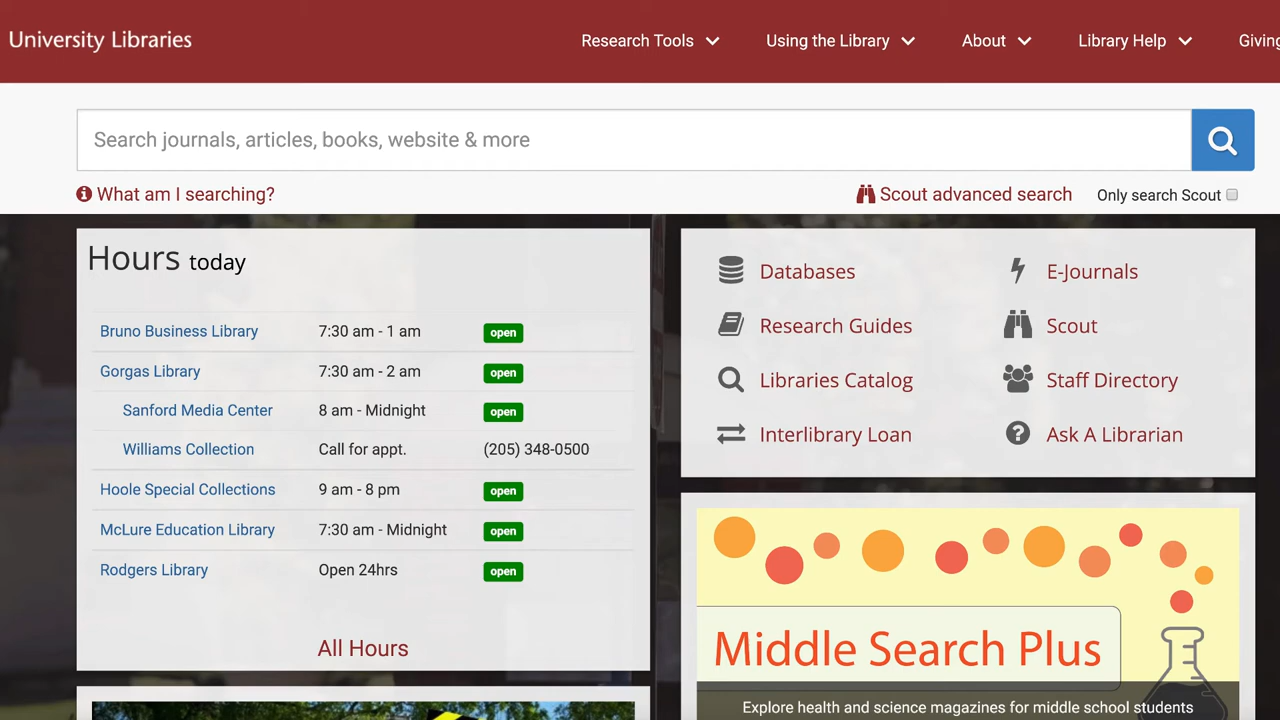 University Libraries
Research Tools Using the Library About Library Help Giving
Search journals, articles, books, website & more
What am I searching?
Scout advanced search Only search Scout
Hours today
Bruno Business Library 7:30 am - 1 am open
Gorgas Library 7:30 am - 2 am open
Sanford Media Center 8 am - Midnight open
Williams Collection Call for appt. (205) 348-0500
Hoole Special Collections 9 am - 8 pm open
McLure Education Library 7:30 am - Midnight open
Rodgers Library Open 24hrs open
All Hours
Databases E-Journals
Research Guides Scout
Libraries Catalog Staff Directory
Interlibrary Loan Ask A Librarian
Middle Search Plus
Explore health and science magazines for middle school students